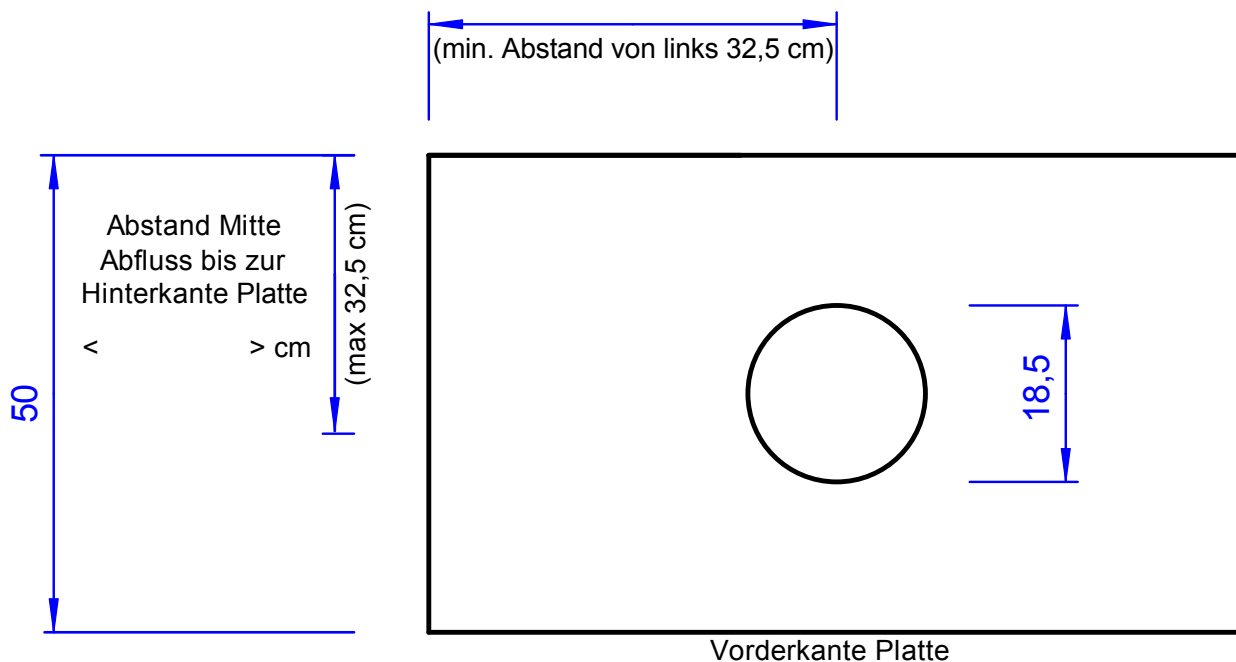 (min. Abstand von links 32,5 cm)
Abstand Mitte
Abfluss bis zur
Hinterkante Platte
< > cm
(max 32,5 cm)
50
18,5
Vorderkante Platte